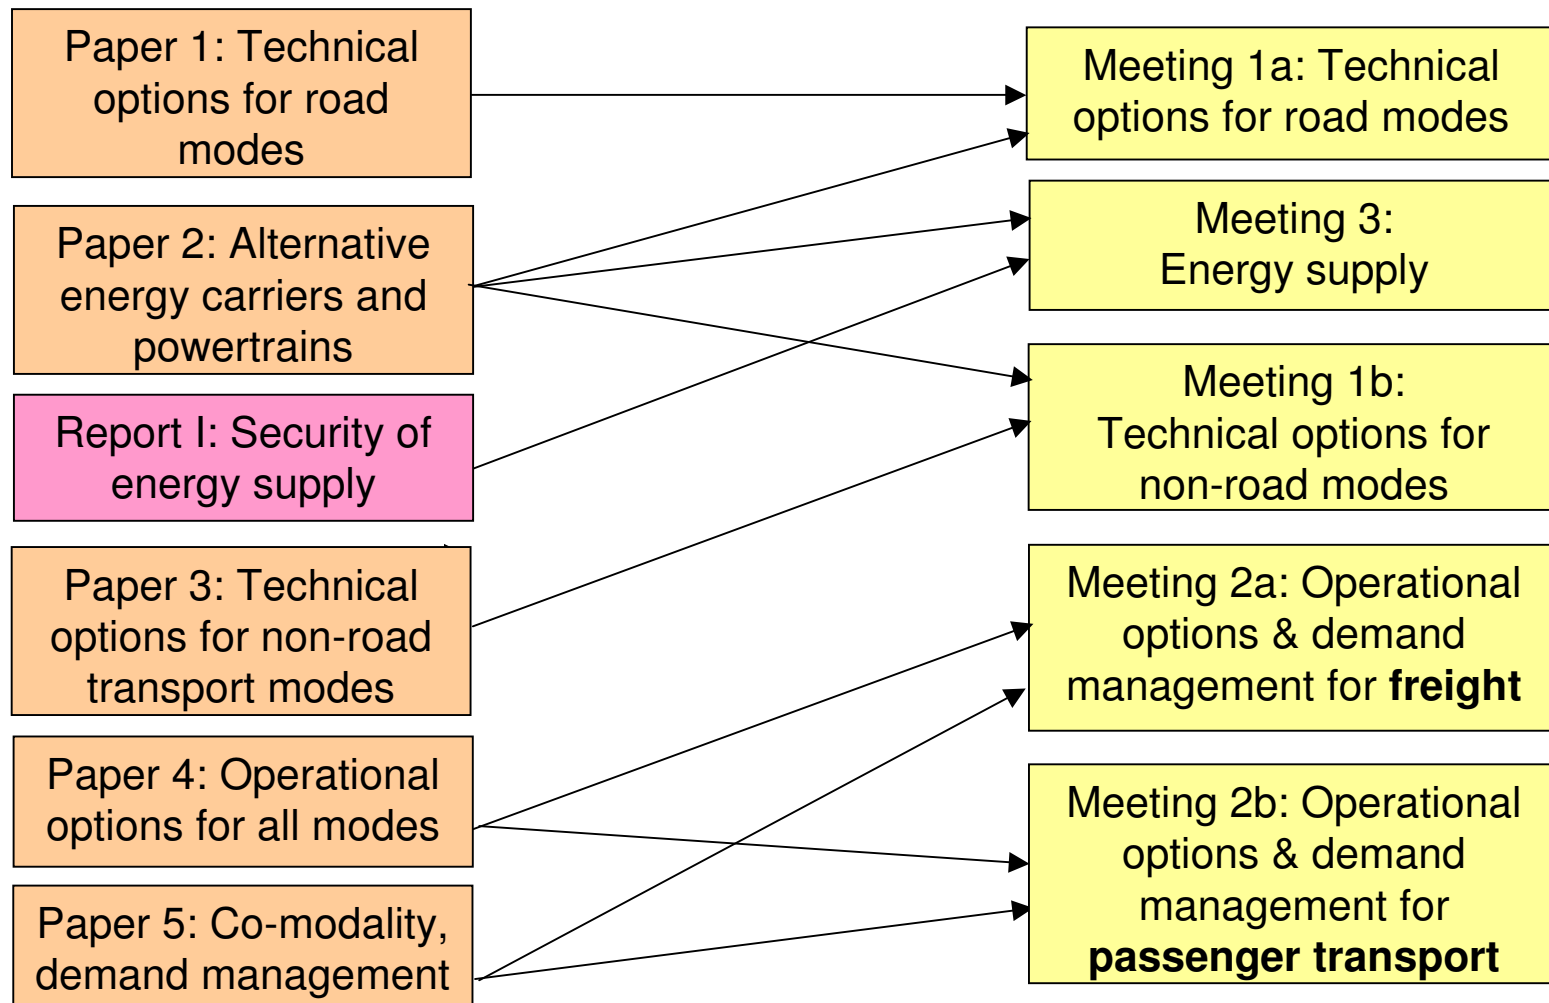 Paper 1: Technical
options for road
modes
Paper 2: Alternative
energy carriers and
powertrains
Report I: Security of
energy supply
Paper 3: Technical
options for non-road
transport modes
Paper 4: Operational
options for all modes
Paper 5: Co-modality,
demand management
Meeting 1a: Technical
options for road modes
Meeting 3:
Energy supply
Meeting 1b:
Technical options for
non-road modes
Meeting 2a: Operational
options & demand
management for freight
Meeting 2b: Operational
options & demand
management for
passenger transport